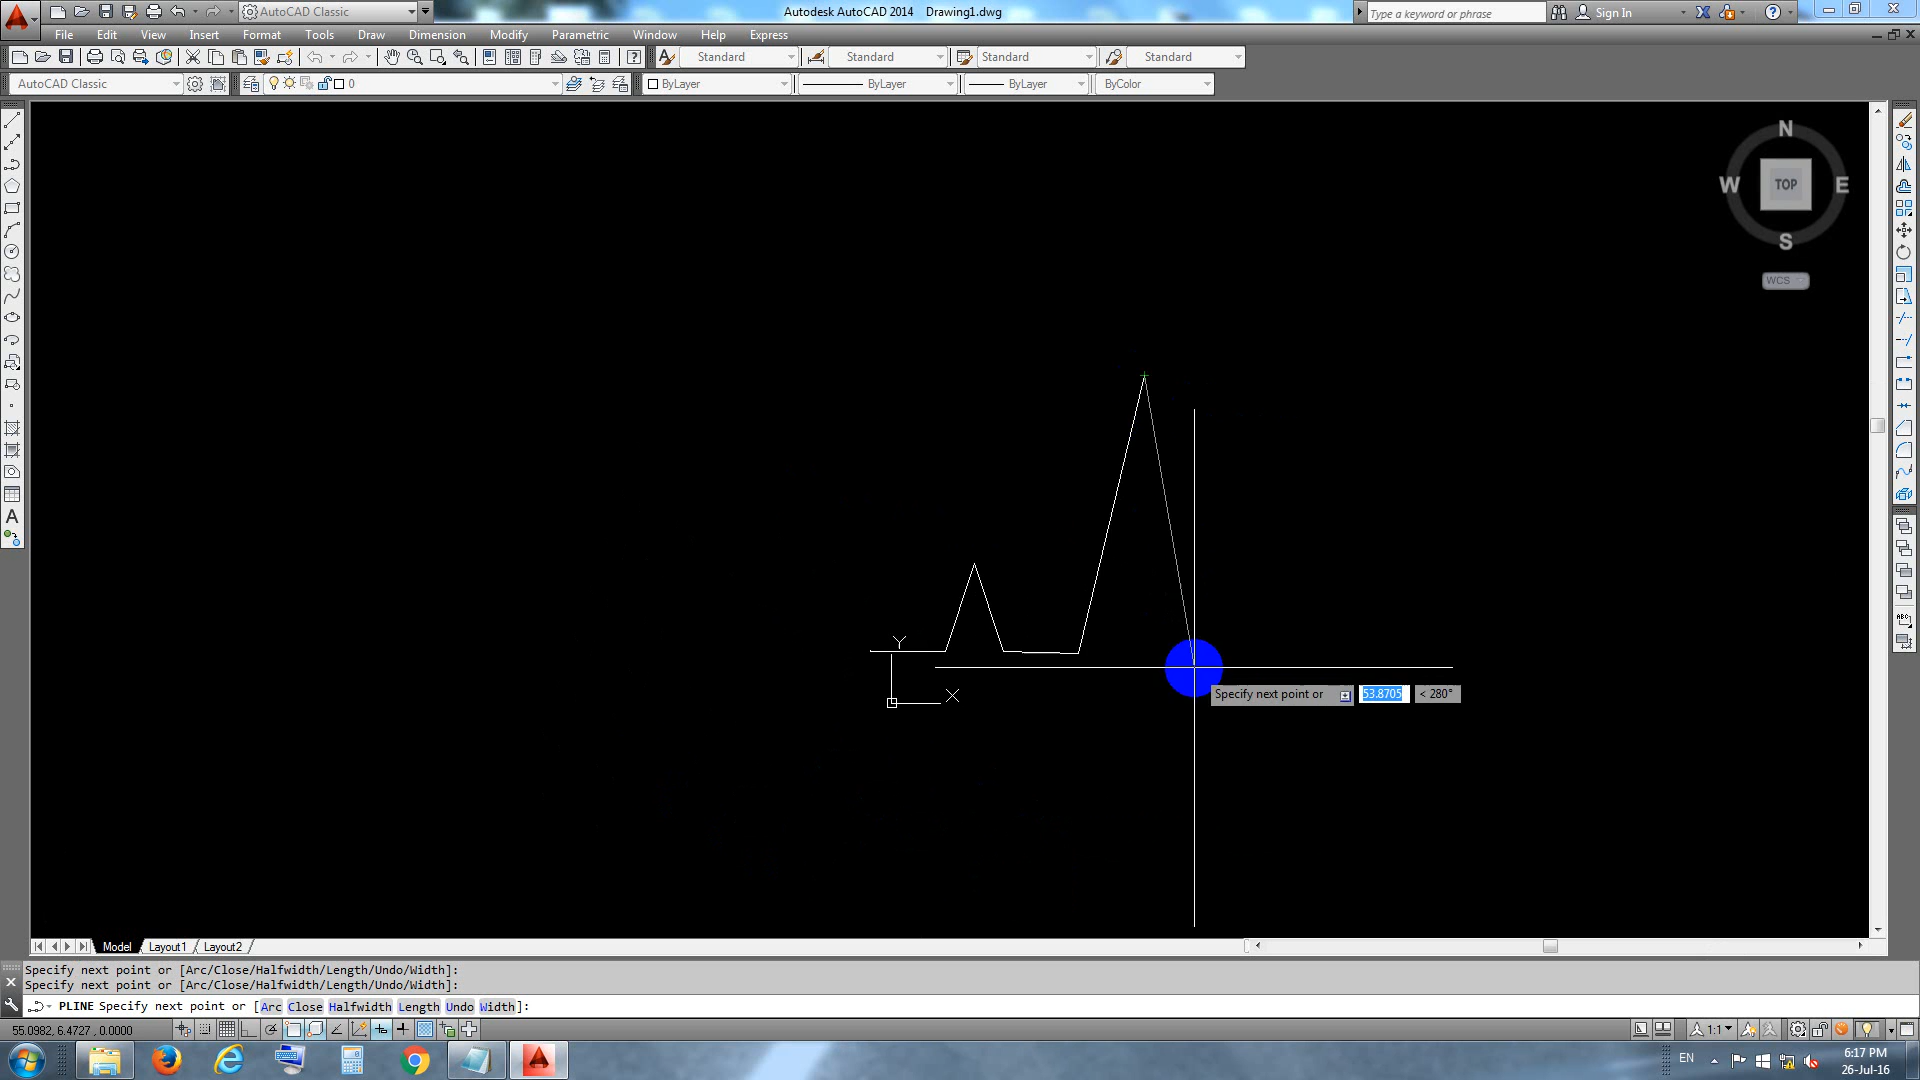 AutoCAD Classic
Autodesk AutoCAD 2014 Drawing1.dwg
Type a keyword or phrase
Sign In
File Edit View Insert Format Tools Draw Dimension Modify Parametric Window Help Express
Standard Standard Standard Standard
AutoCAD Classic 0 ByLayer ByLayer ByLayer ByColor
N
W TOP E
S
WCS
Y
X
Specify next point or 53.8705 < 280°
A
Model Layout1 Layout2
Specify next point or [Arc/Close/Halfwidth/Length/Undo/Width]:
Specify next point or [Arc/Close/Halfwidth/Length/Undo/Width]:
PLINE Specify next point or [Arc Close Halfwidth Length Undo Width]:
55.0982, 6.4727 , 0.0000
1:1
EN
6:17 PM
26-Jul-16